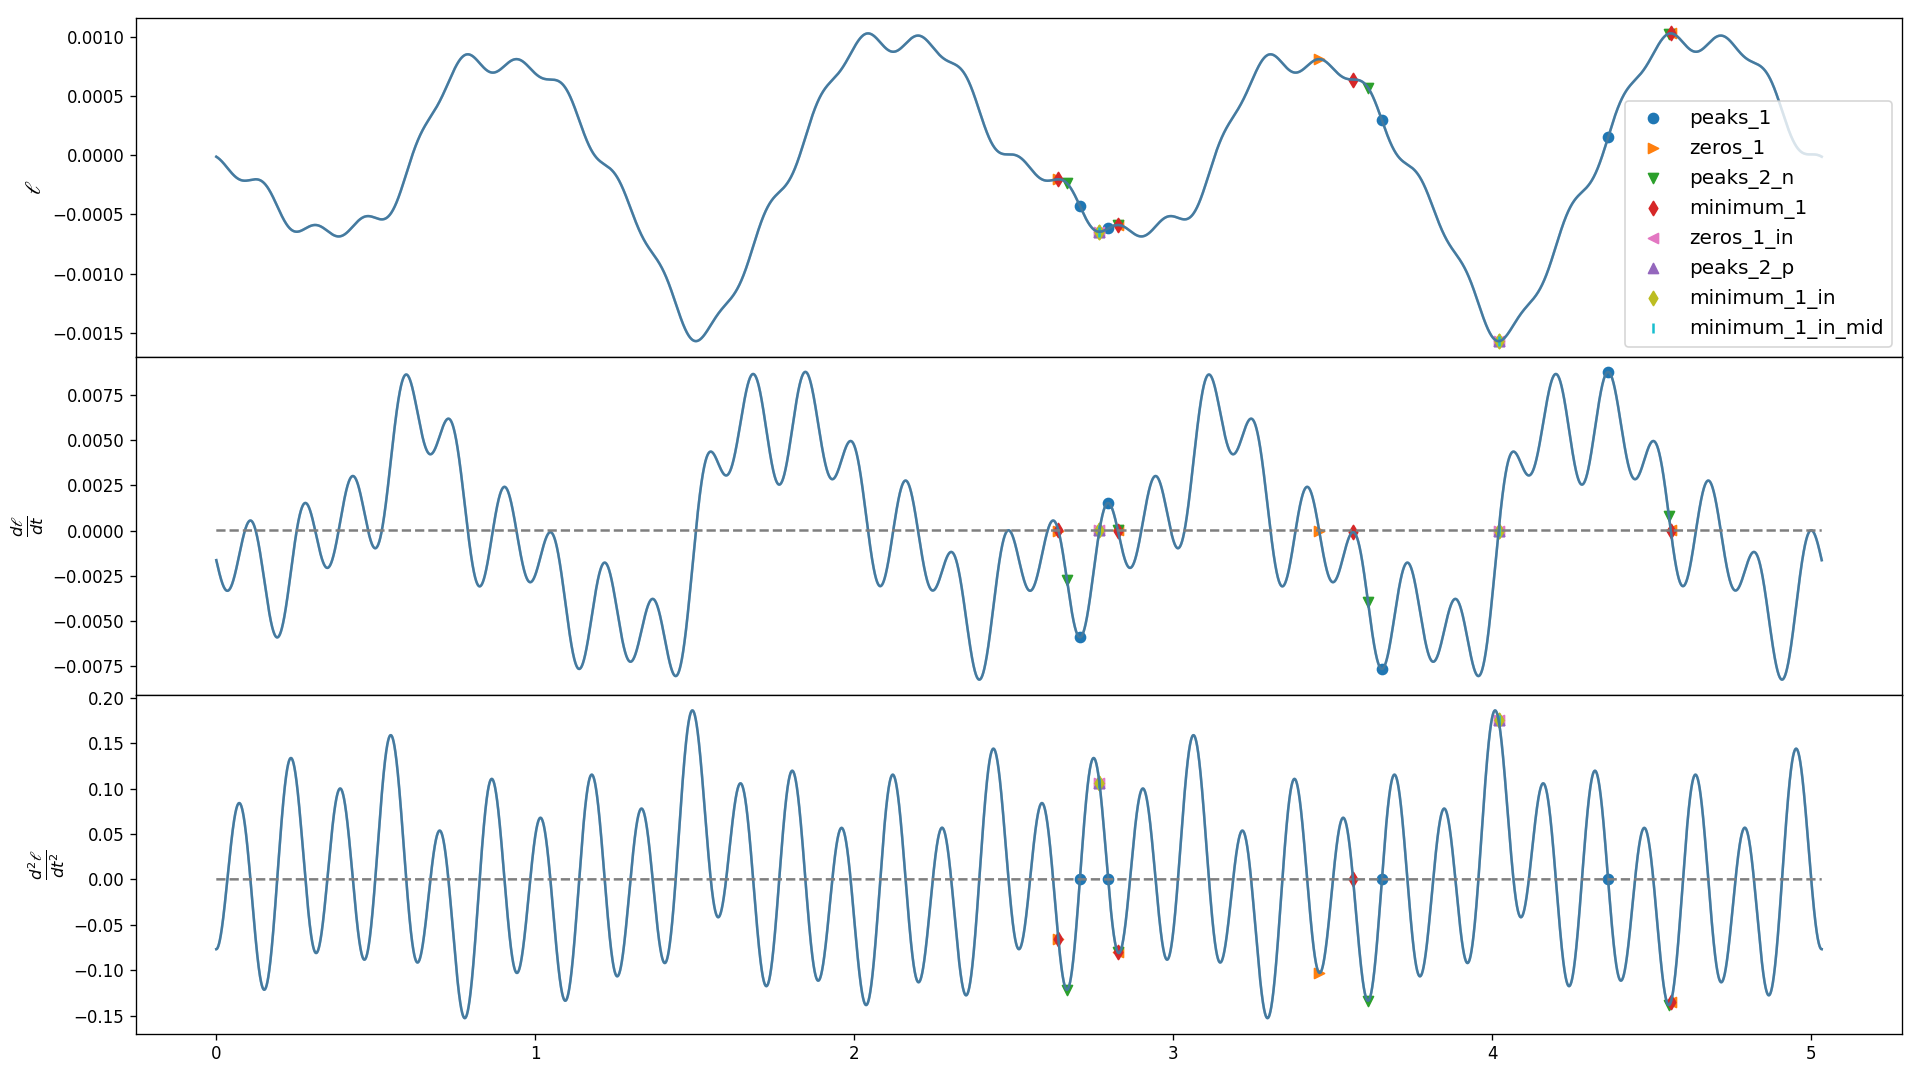 0.0010
0.0005
0.0000
−0.0005
−0.0010
−0.0015
ℓ
peaks_1
zeros_1
peaks_2_n
minimum_1
zeros_1_in
peaks_2_p
minimum_1_in
minimum_1_in_mid
0.0075
0.0050
0.0025
0.0000
−0.0025
−0.0050
−0.0075
dℓ
dt
0.20
0.15
0.10
0.05
0.00
−0.05
−0.10
−0.15
d²ℓ
dt²
0 1 2 3 4 5